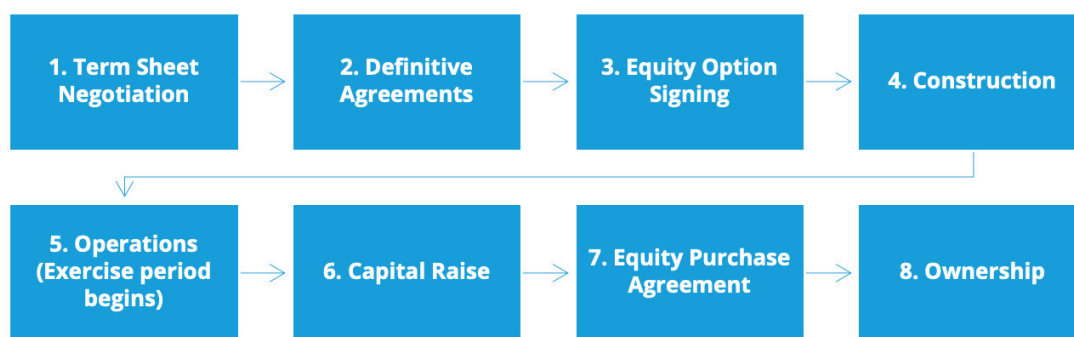 1. Term Sheet
Negotiation
2. Definitive
Agreements
3. Equity Option
Signing
4. Construction
5. Operations
(Exercise period
begins)
6. Capital Raise
7. Equity Purchase
Agreement
8. Ownership